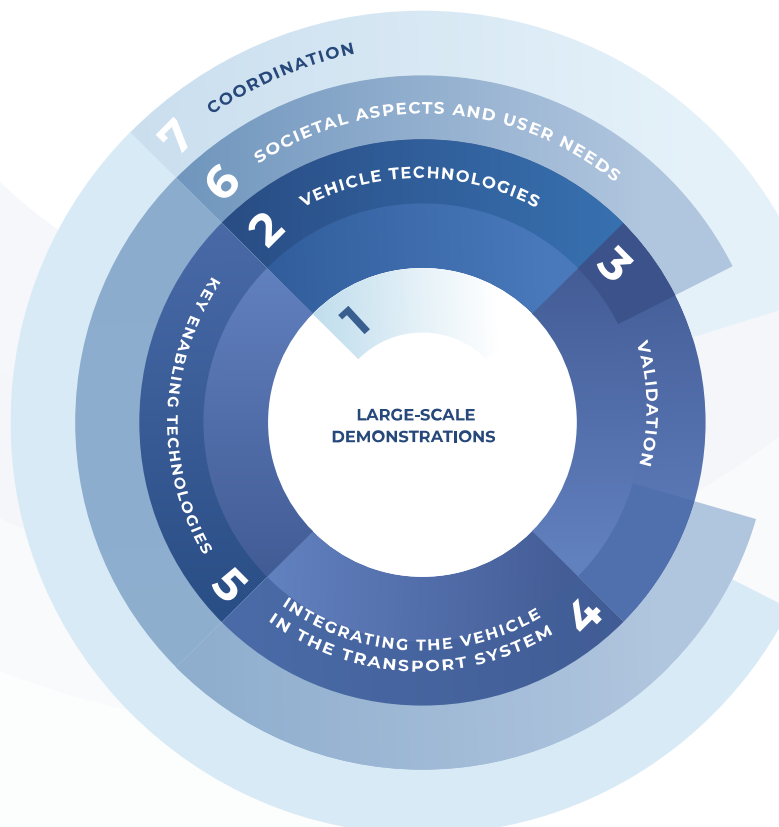 7 COORDINATION
6 SOCIETAL ASPECTS AND USER NEEDS
2 VEHICLE TECHNOLOGIES
3
VALIDATION
1
LARGE-SCALE
DEMONSTRATIONS
KEY ENABLING TECHNOLOGIES
5
INTEGRATING THE VEHICLE
IN THE TRANSPORT SYSTEM
4